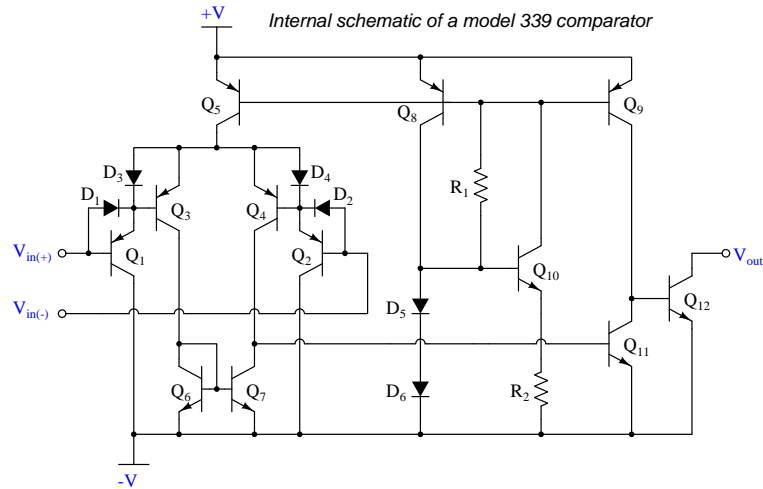 Internal schematic of a model 339 comparator
+V
Q5
Q8
Q9
D3
D4
D1
D2
Q3
Q4
R1
Vin(+)
Q1
Q2
Q10
Vout
Vin(-)
D5
Q12
Q11
Q6
Q7
D6
R2
-V